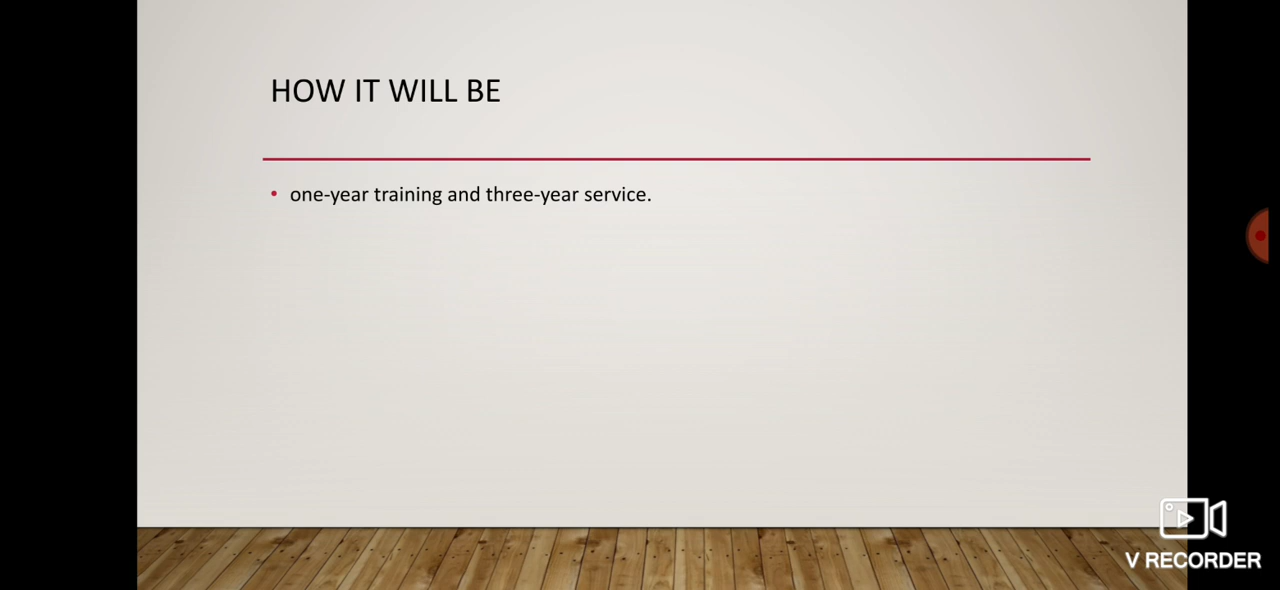 HOW IT WILL BE
• one-year training and three-year service.
V RECORDER